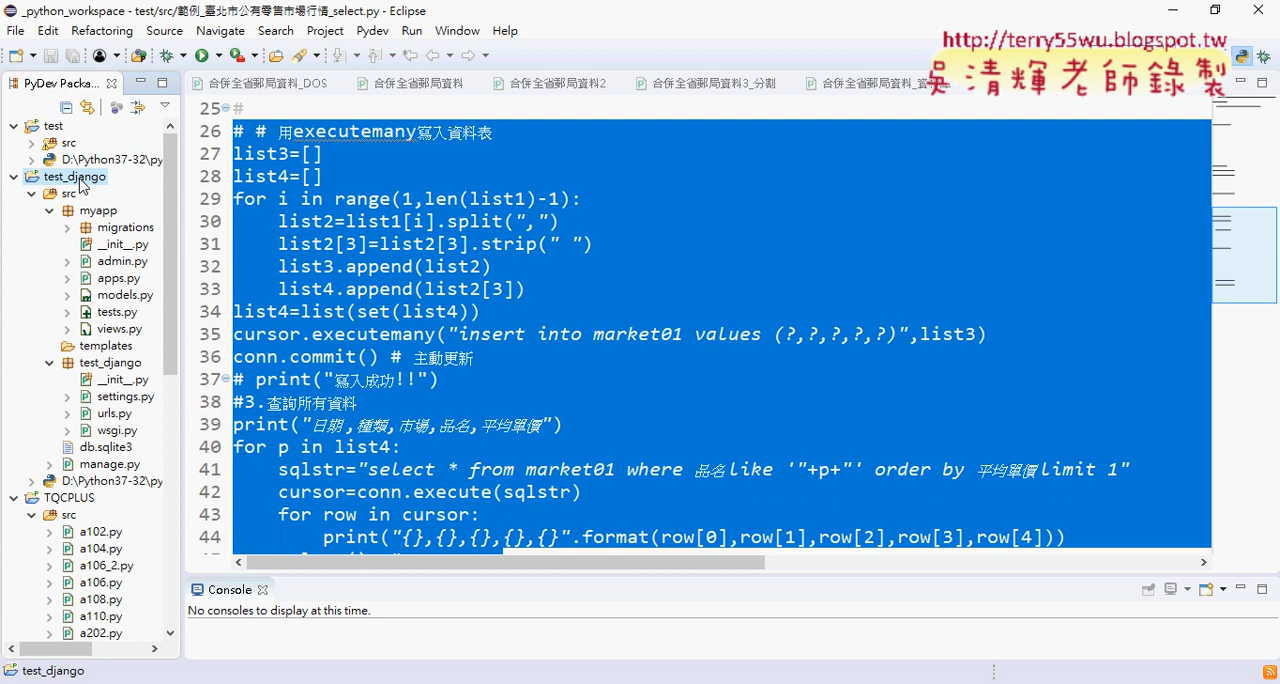 _python_workspace - test/src/範例_臺北市公有零售市場行情_select.py - Eclipse
File Edit Refactoring Source Navigate Search Project Pydev Run Window Help
http://terry55wu.blogspot.tw
吳清輝老師錄製
PyDev Packa...
合併全省郵局資料_DOS
合併全省郵局資料
合併全省郵局資料2
合併全省郵局資料3_分割
test
src
D:\Python37-32\py
test_django
src
myapp
migrations
__init__.py
admin.py
apps.py
models.py
tests.py
views.py
templates
test_django
__init__.py
settings.py
urls.py
wsgi.py
db.sqlite3
manage.py
D:\Python37-32\py
TQCPLUS
src
a102.py
a104.py
a106_2.py
a106.py
a108.py
a110.py
a202.py
25 #
26 # # 用executemany寫入資料表
27 list3=[]
28 list4=[]
29 for i in range(1,len(list1)-1):
30 list2=list1[i].split(",")
31 list2[3]=list2[3].strip(" ")
32 list3.append(list2)
33 list4.append(list2[3])
34 list4=list(set(list4))
35 cursor.executemany("insert into market01 values (?,?,?,?,?)",list3)
36 conn.commit() # 主動更新
37 # print("寫入成功!!")
38 #3.查詢所有資料
39 print("日期,種類,市場,品名,平均單價")
40 for p in list4:
41 sqlstr="select * from market01 where 品名 like '"+p+"' order by 平均單價 limit 1"
42 cursor=conn.execute(sqlstr)
43 for row in cursor:
44 print("{},{},{},{},{}".format(row[0],row[1],row[2],row[3],row[4]))
Console
No consoles to display at this time.
test_django